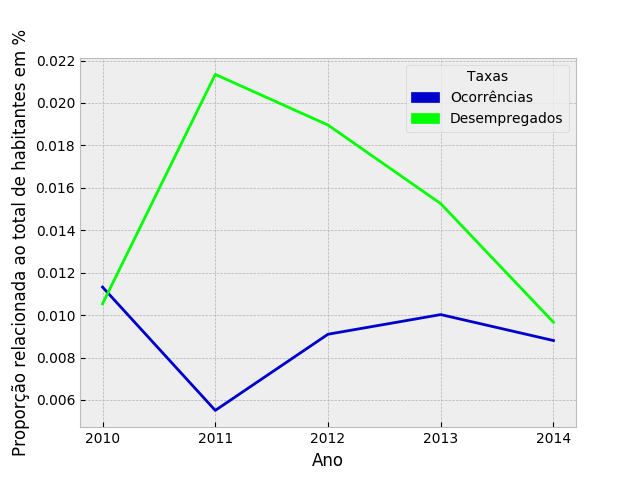 Proporção relacionada ao total de habitantes em %
0.022
0.020
0.018
0.016
0.014
0.012
0.010
0.008
0.006
Taxas
Ocorrências
Desempregados
2010 2011 2012 2013 2014
Ano